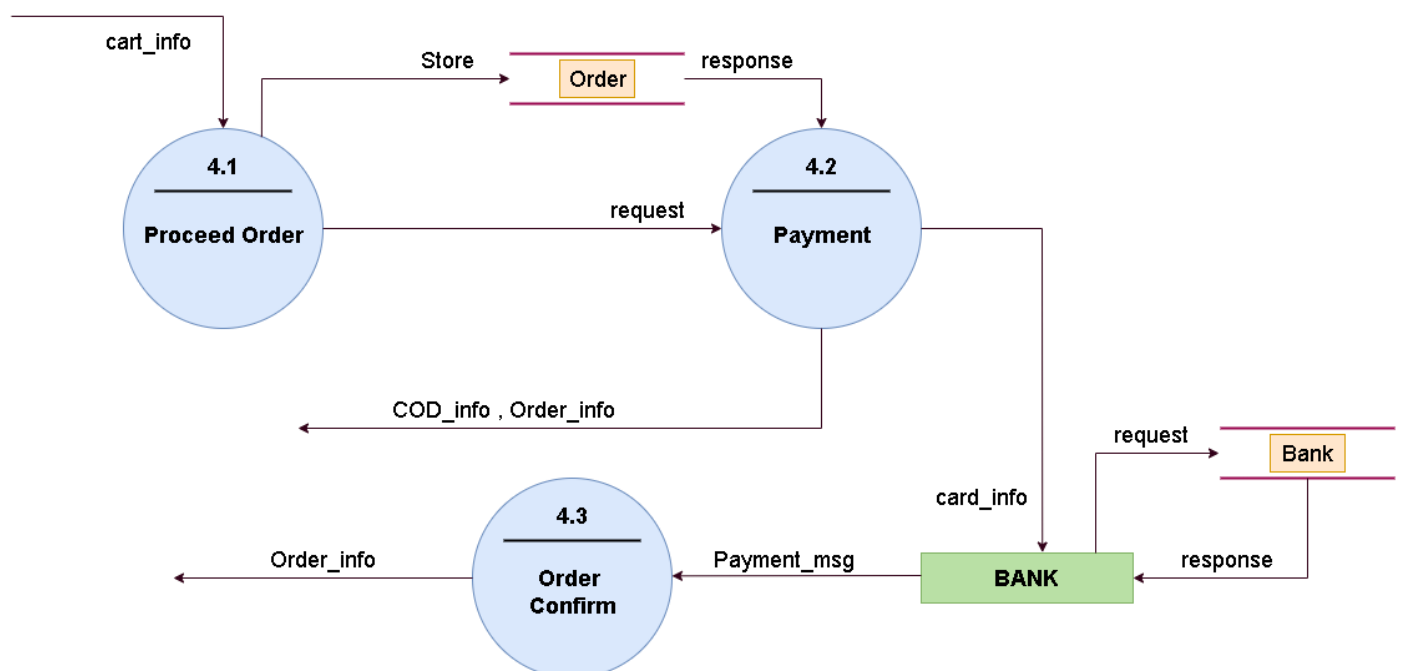 cart_info
Store
Order
response
4.1
Proceed Order
request
4.2
Payment
COD_info , Order_info
request
Bank
card_info
4.3
Order
Confirm
Order_info
Payment_msg
BANK
response